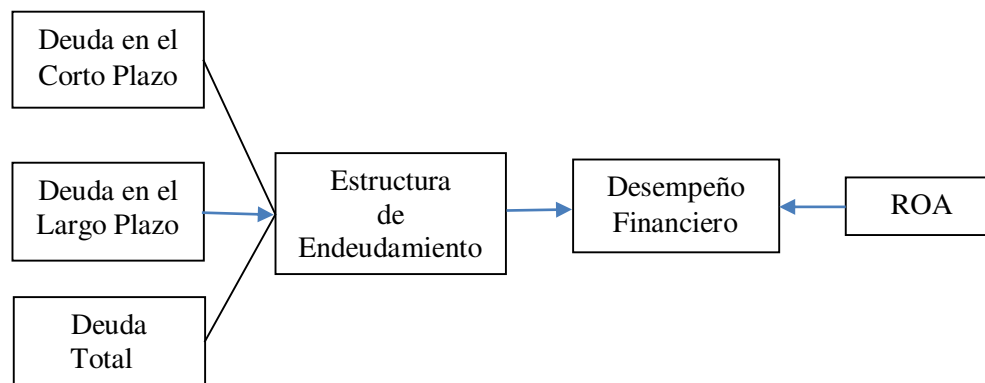 Deuda en el
Corto Plazo
Deuda en el
Largo Plazo
Deuda
Total
Estructura
de
Endeudamiento
Desempeño
Financiero
ROA